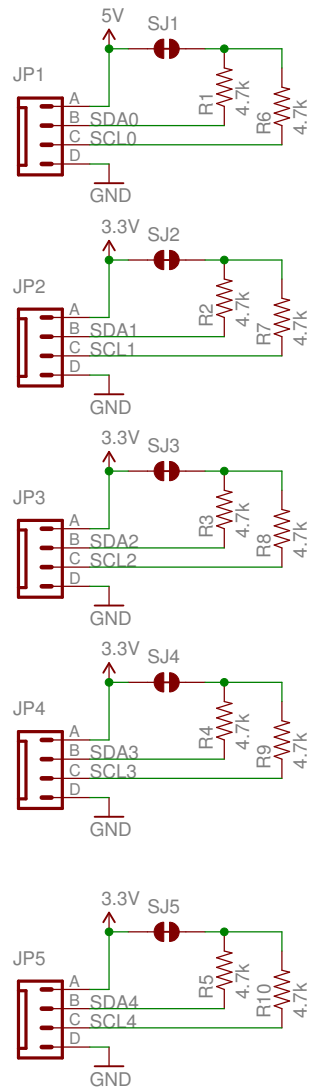 5V
SJ1
JP1
A
B SDA0
C SCL0
D
GND
R1
4.7k
R6
4.7k
3.3V
SJ2
JP2
A
B SDA1
C SCL1
D
GND
R2
4.7k
R7
4.7k
3.3V
SJ3
JP3
A
B SDA2
C SCL2
D
GND
R3
4.7k
R8
4.7k
3.3V
SJ4
JP4
A
B SDA3
C SCL3
D
GND
R4
4.7k
R9
4.7k
3.3V
SJ5
JP5
A
B SDA4
C SCL4
D
GND
R5
4.7k
R10
4.7k